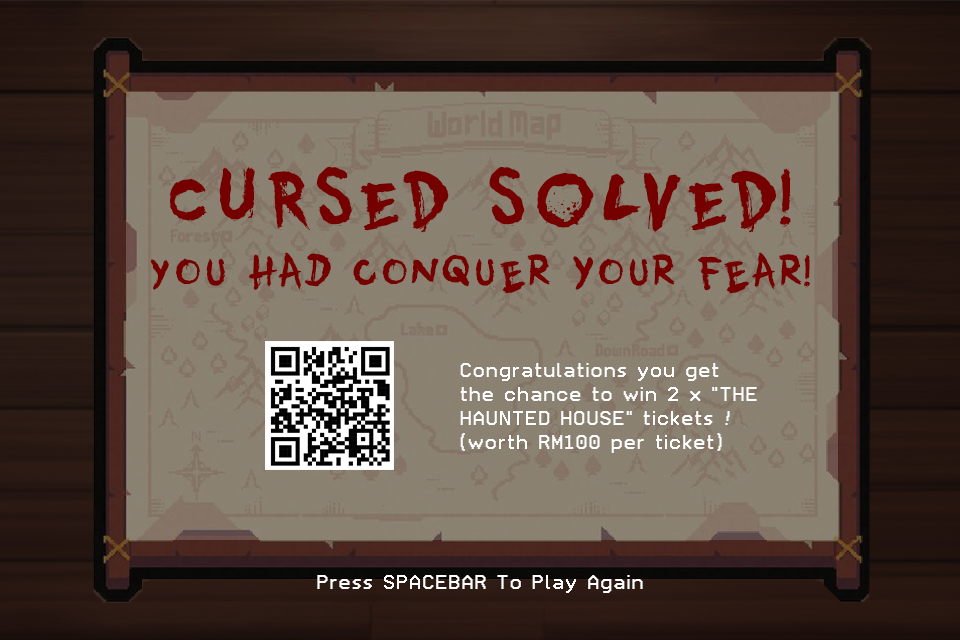 World Map
CURSED SOLVED!
Forest
YOU HAD CONQUER YOUR FEAR!
Lake
Downroad
Congratulations you get
the chance to win 2 x "THE
HAUNTED HOUSE" tickets !
(worth RM100 per ticket)
N
Press SPACEBAR To Play Again